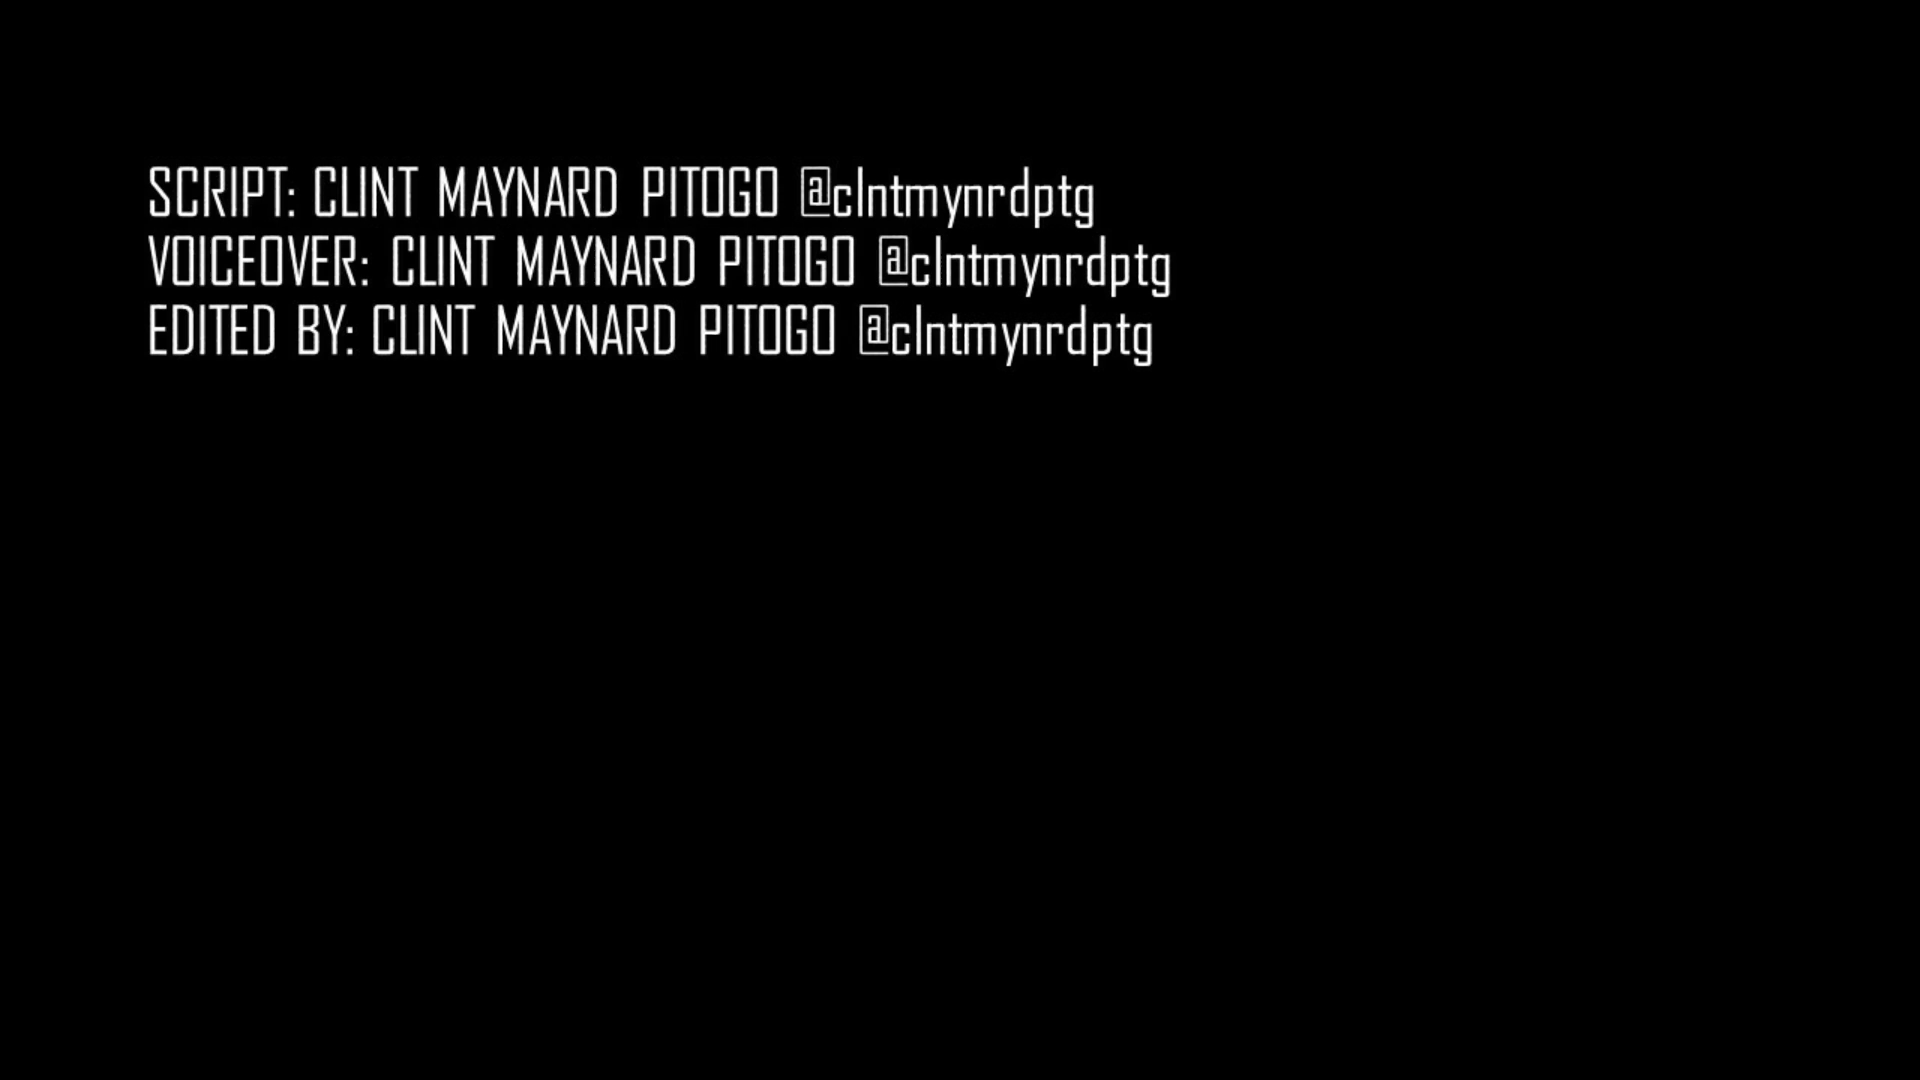 SCRIPT: CLINT MAYNARD PITOGO @clntmynrdptg
VOICEOVER: CLINT MAYNARD PITOGO @clntmynrdptg
EDITED BY: CLINT MAYNARD PITOGO @clntmynrdptg